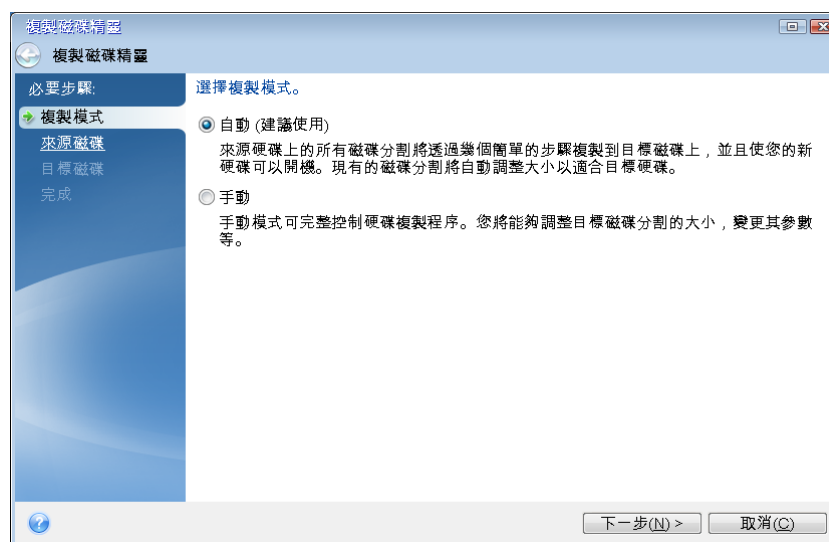 複製磁碟精靈
複製磁碟精靈
必要步驟:
複製模式
來源磁碟
目標磁碟
完成
選擇複製模式。
自動 (建議使用)
來源硬碟上的所有磁碟分割將透過幾個簡單的步驟複製到目標磁碟上，並且使您的新
硬碟可以開機。現有的磁碟分割將自動調整大小以適合目標硬碟。
手動
手動模式可完整控制硬碟複製程序。您將能夠調整目標磁碟分割的大小，變更其參數
等。
下一步(N) >
取消(C)